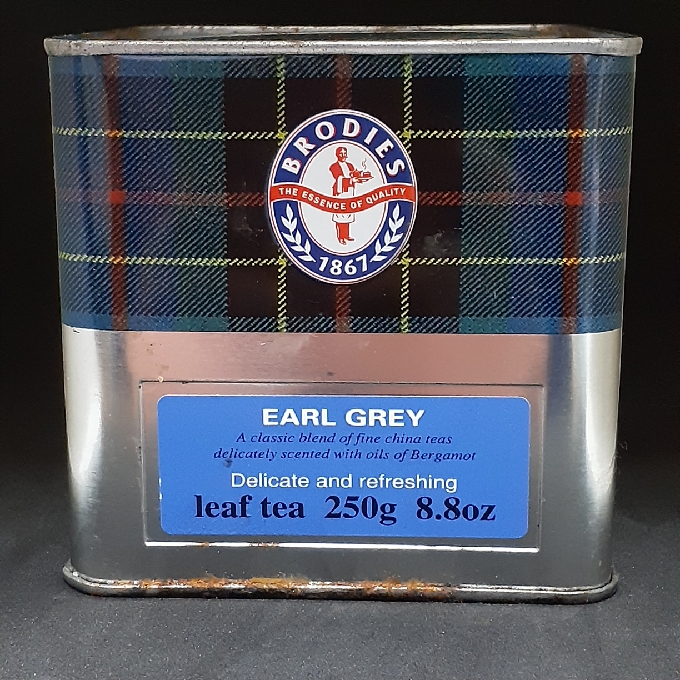 BRODIES
THE ESSENCE OF QUALITY
1867
EARL GREY
A classic blend of fine china teas
delicately scented with oils of Bergamot
Delicate and refreshing
leaf tea 250g 8.8oz